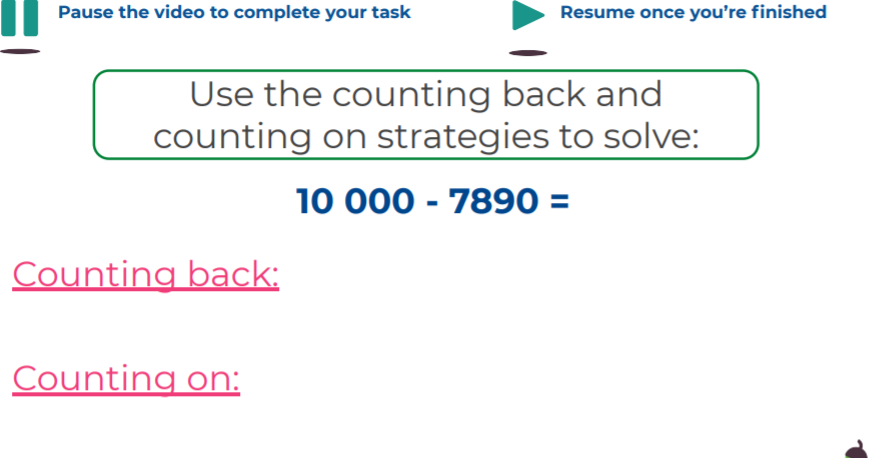 Pause the video to complete your task
Resume once you're finished
Use the counting back and
counting on strategies to solve:
10 000 - 7890 =
Counting back:
Counting on: